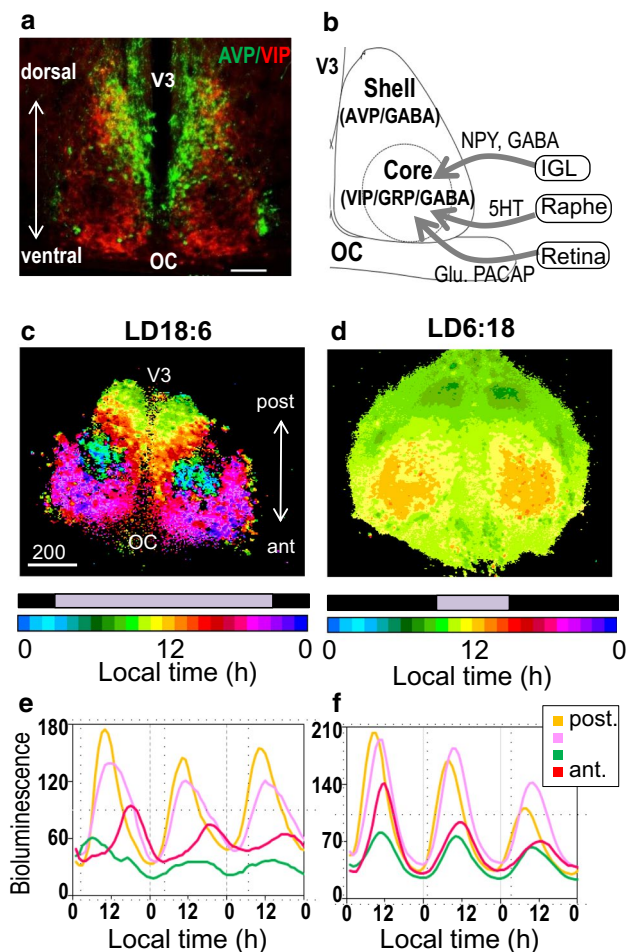 a
AVP/VIP
dorsal
V3
ventral
OC
b
V3
Shell
(AVP/GABA)
NPY, GABA
Core
IGL
(VIP/GRP/GABA)
5HT
Raphe
OC
Retina
Glu. PACAP
c
LD18:6
V3
post
OC
200
ant
0 12 0
Local time (h)
d
LD6:18
0 12 0
Local time (h)
e
Bioluminescence
180
120
60
0
0 12 0 12 0 12 0
Local time (h)
f
210
140
70
0
0 12 0 12 0 12 0
Local time (h)
post.
ant.